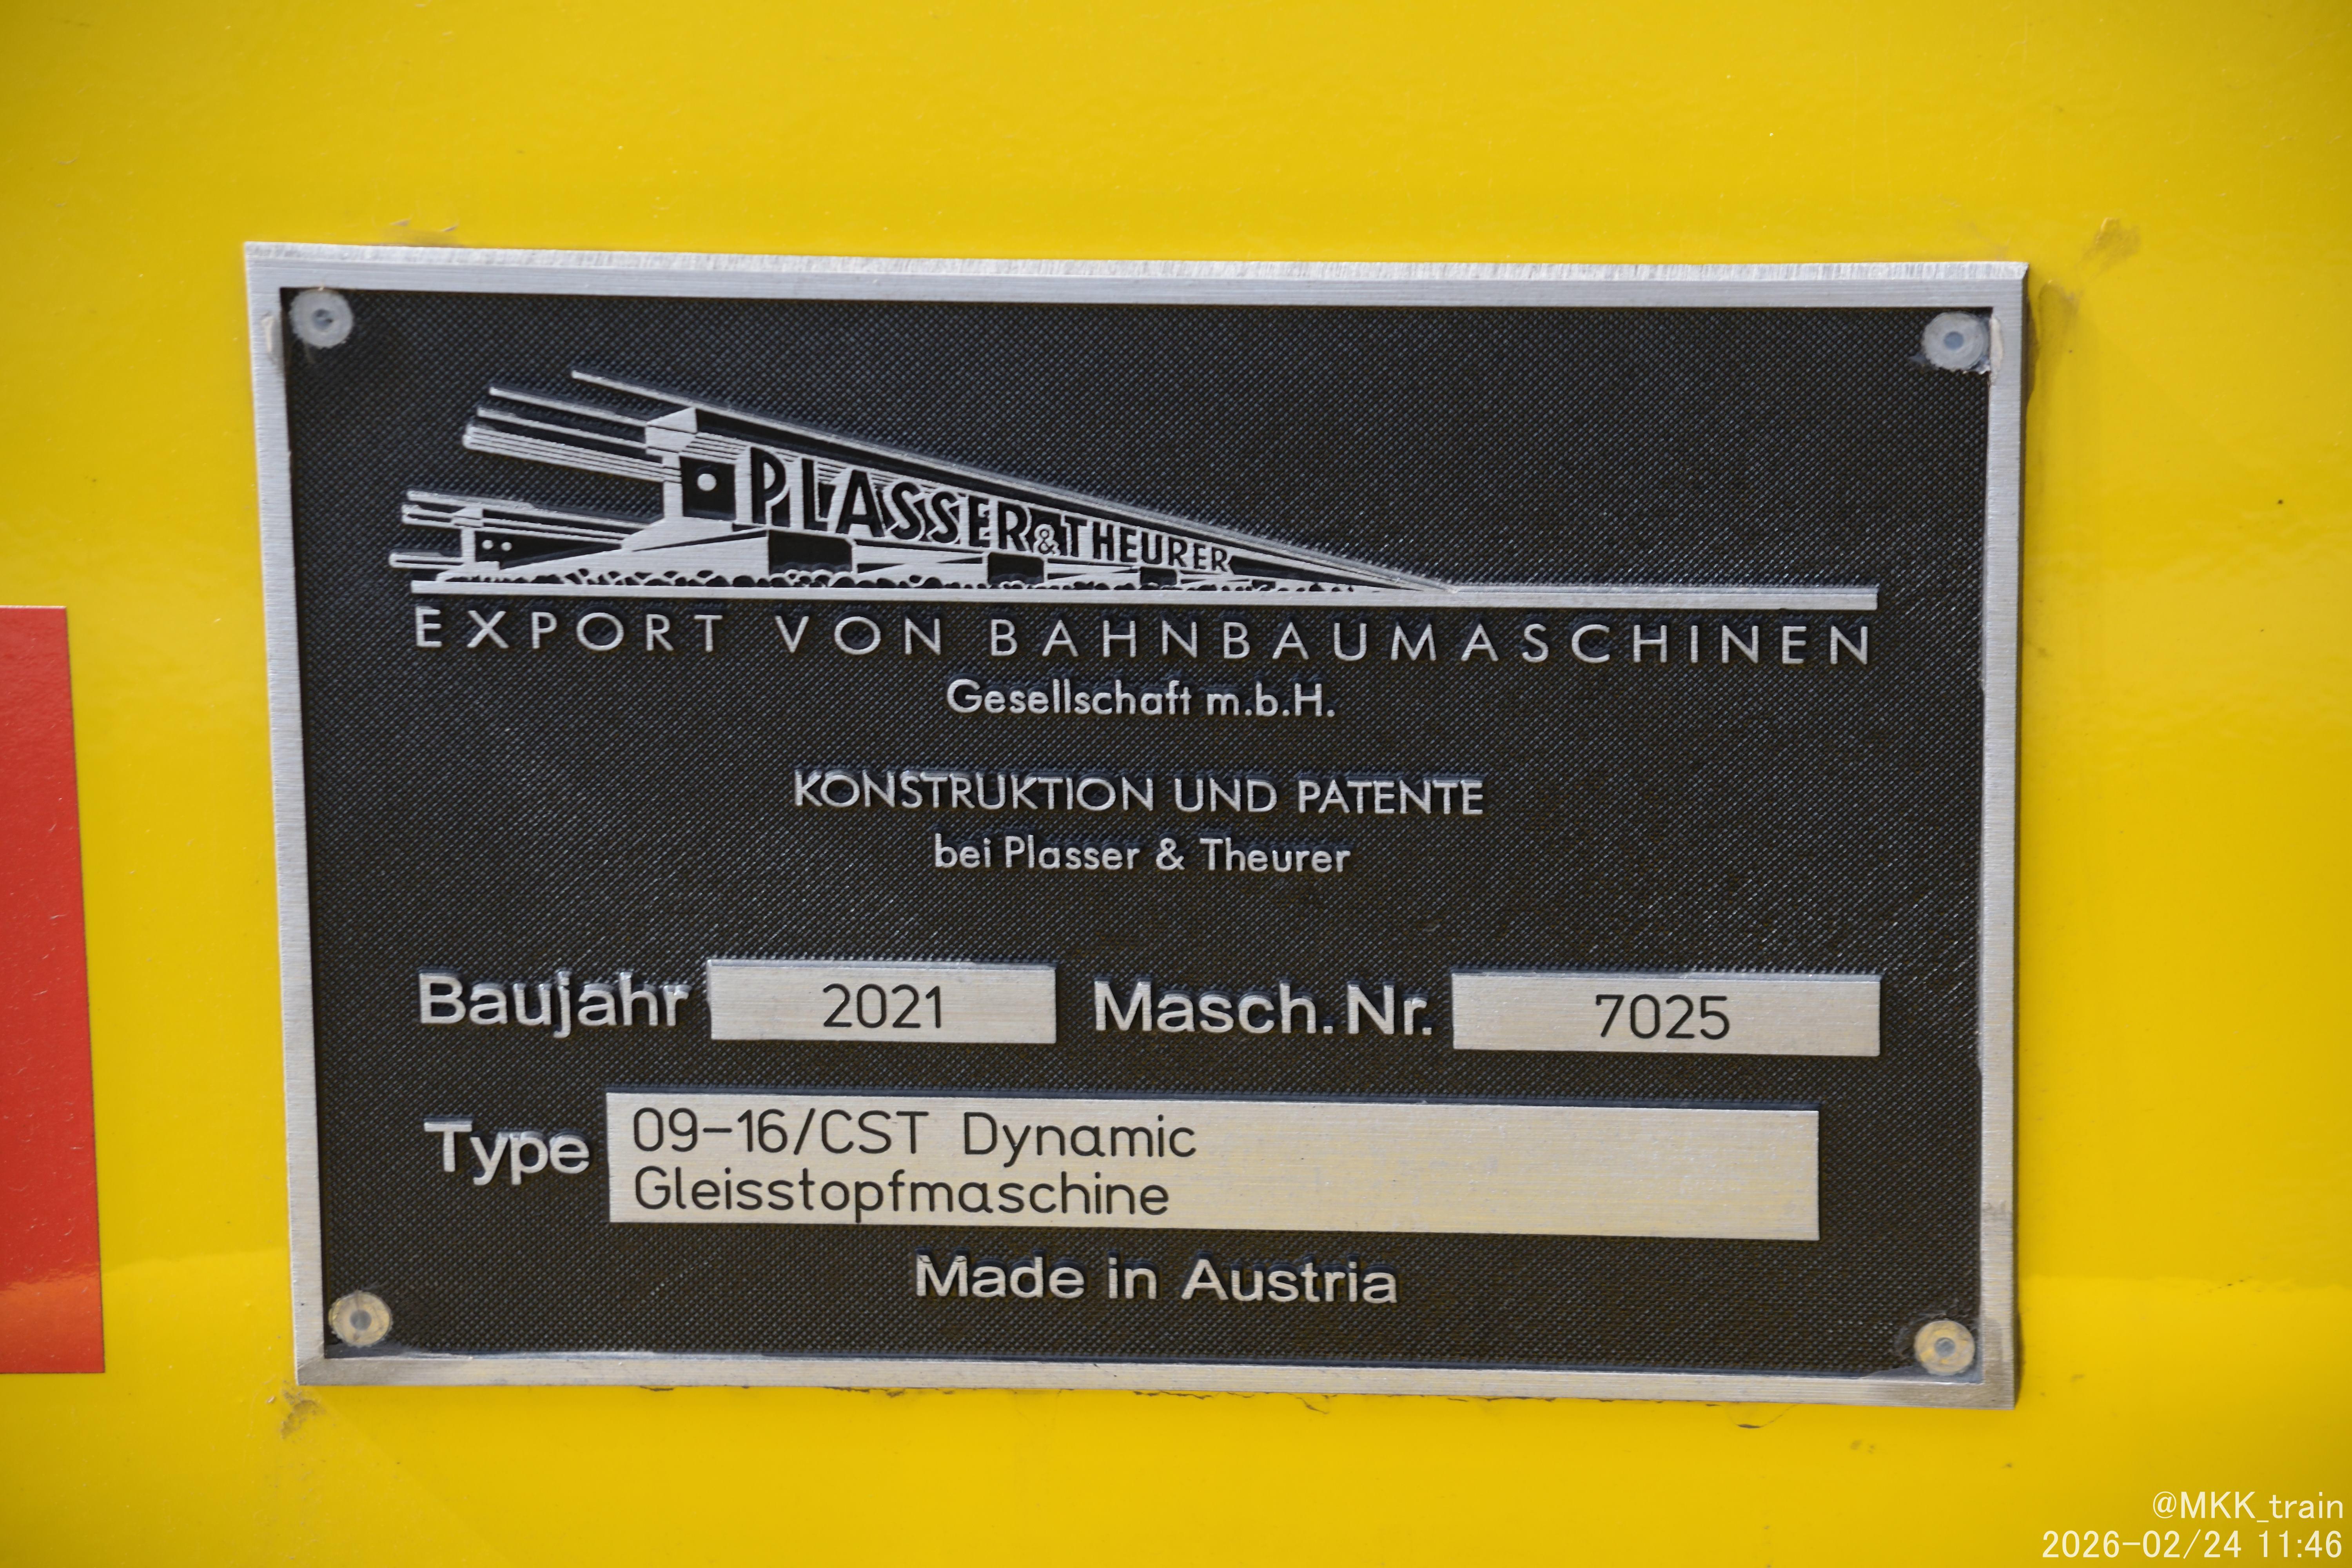 PLASSER & THEURER
EXPORT VON BAHNBAUMASCHINEN
Gesellschaft m.b.H.
KONSTRUKTION UND PATENTE
bei Plasser & Theurer
Baujahr 2021 Masch.Nr. 7025
Type 09-16/CST Dynamic
Gleisstopfmaschine
Made in Austria
@MKK_train
2026-02/24 11:46